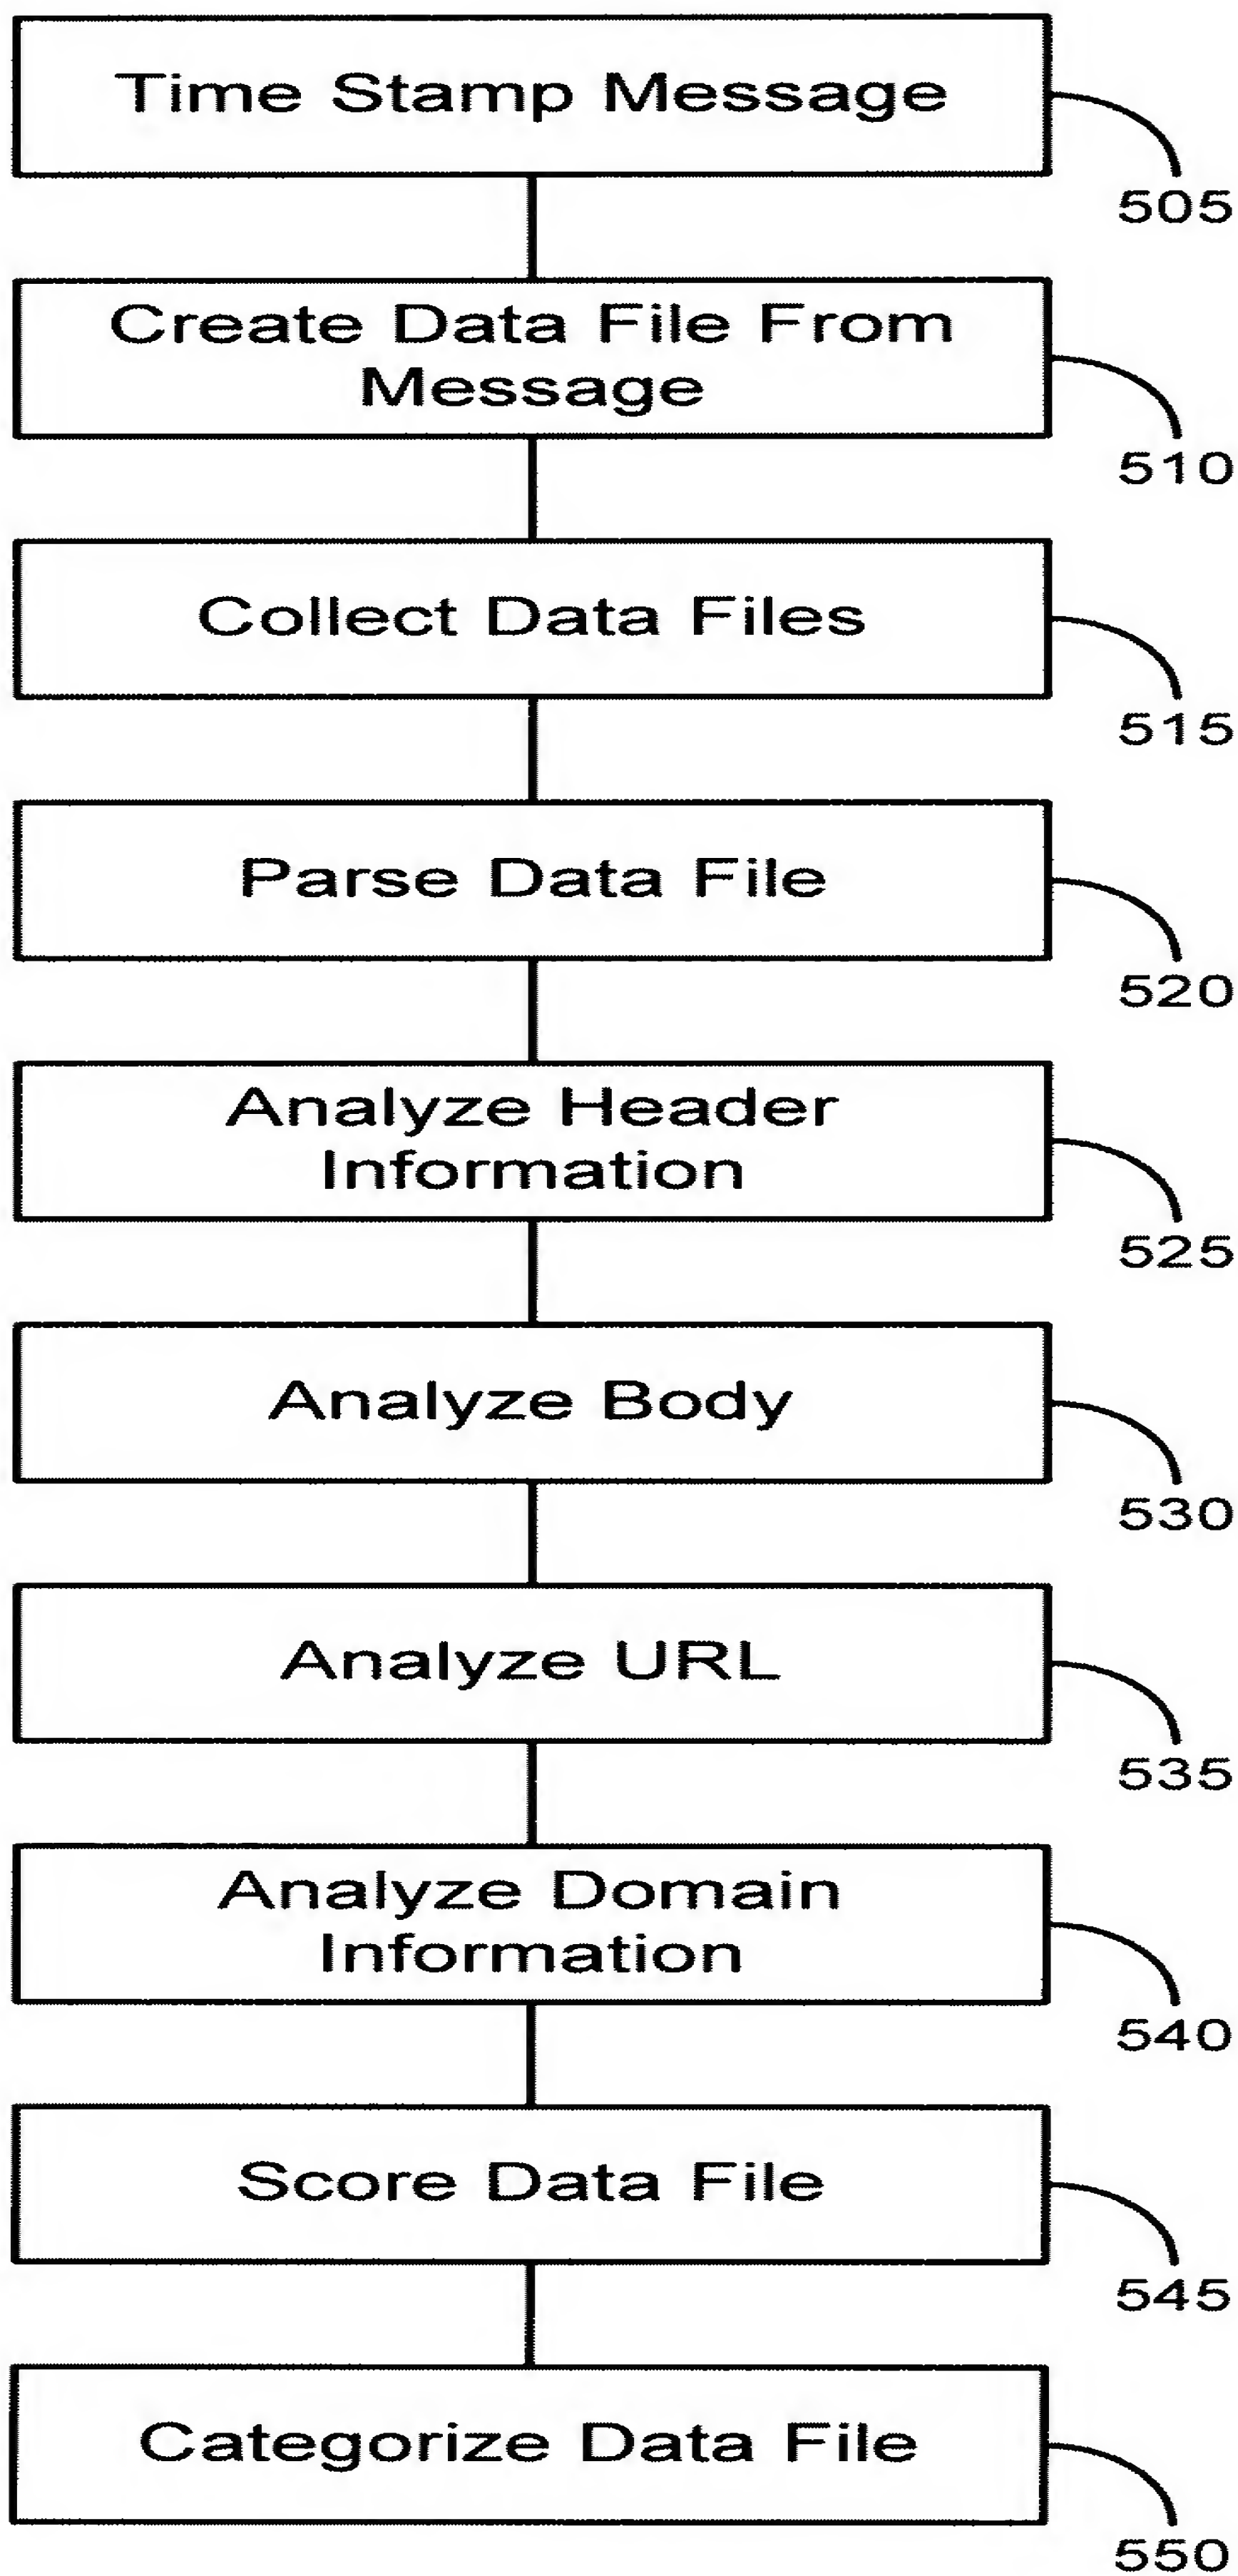 Time Stamp Message
505
Create Data File From
Message
510
Collect Data Files
515
Parse Data File
520
Analyze Header
Information
525
Analyze Body
530
Analyze URL
535
Analyze Domain
Information
540
Score Data File
545
Categorize Data File
550